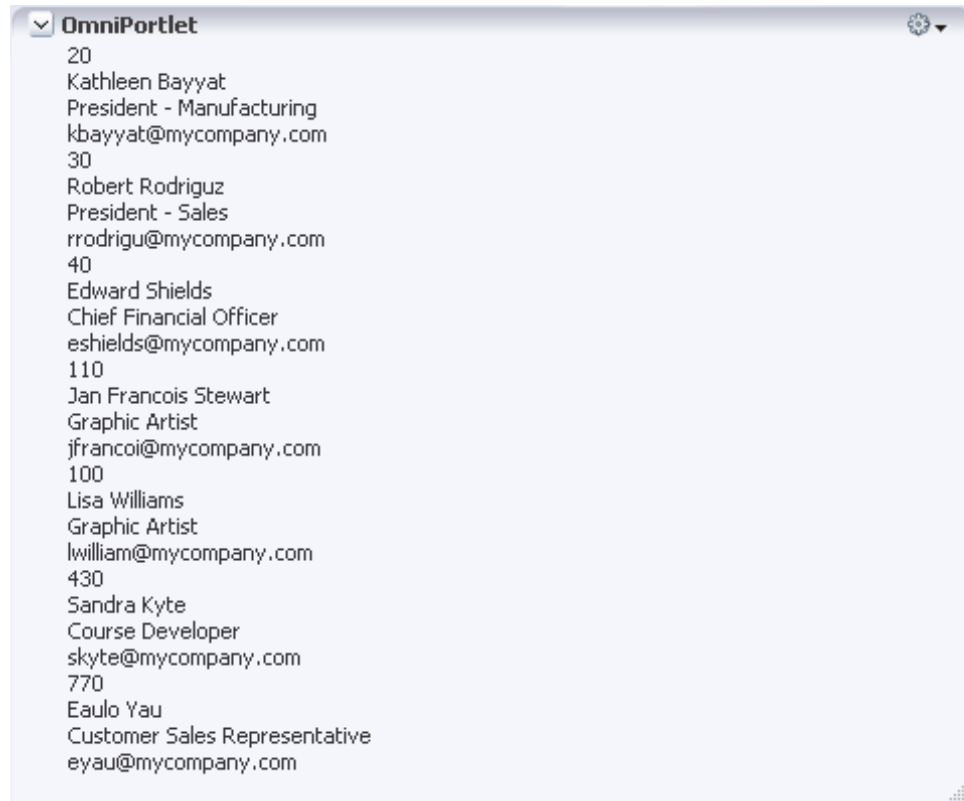 OmniPortlet
20
Kathleen Bayyat
President - Manufacturing
kbayyat@mycompany.com
30
Robert Rodriguz
President - Sales
rrodrigu@mycompany.com
40
Edward Shields
Chief Financial Officer
eshields@mycompany.com
110
Jan Francois Stewart
Graphic Artist
jfrancoi@mycompany.com
100
Lisa Williams
Graphic Artist
lwilliam@mycompany.com
430
Sandra Kyte
Course Developer
skyte@mycompany.com
770
Eaulo Yau
Customer Sales Representative
eyau@mycompany.com